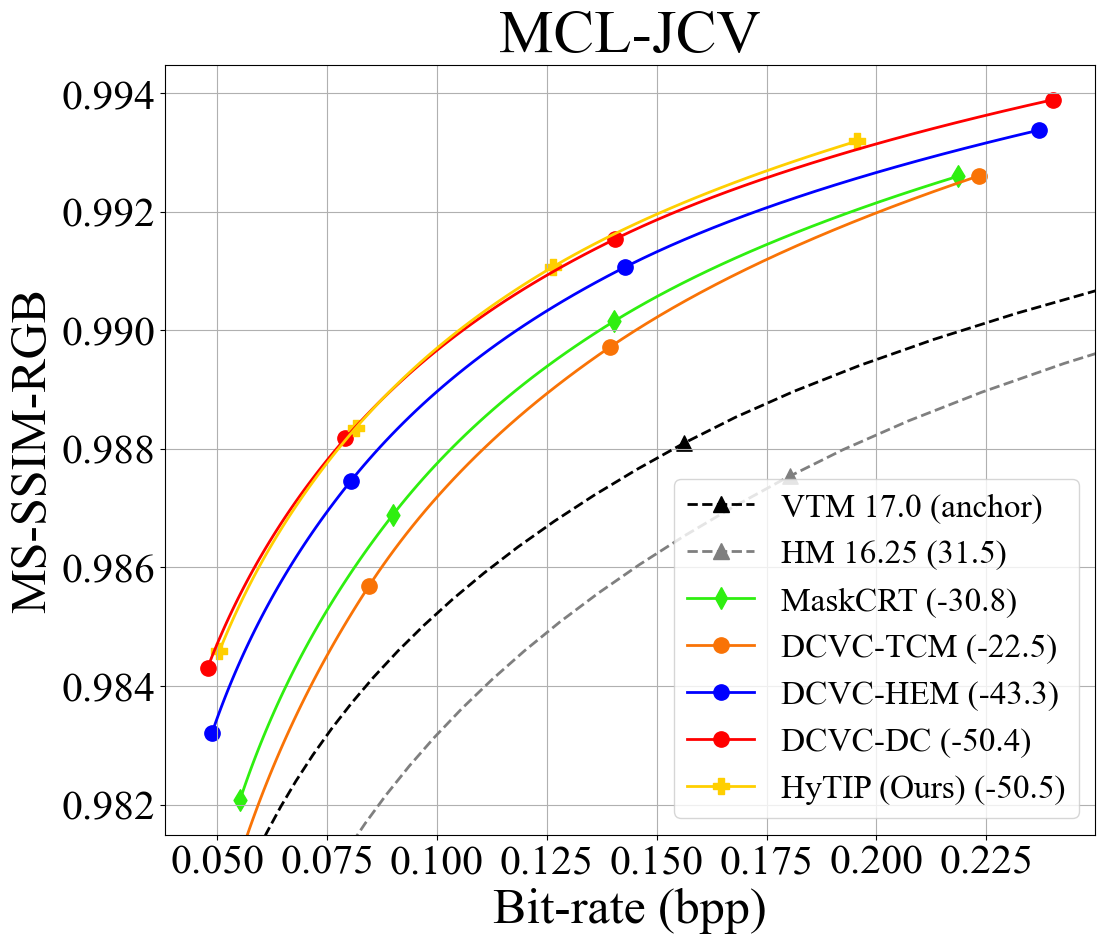 MCL-JCV
MS-SSIM-RGB
0.994
0.992
0.990
0.988
0.986
0.984
0.982
VTM 17.0 (anchor)
HM 16.25 (31.5)
MaskCRT (-30.8)
DCVC-TCM (-22.5)
DCVC-HEM (-43.3)
DCVC-DC (-50.4)
HyTIP (Ours) (-50.5)
0.050 0.075 0.100 0.125 0.150 0.175 0.200 0.225
Bit-rate (bpp)